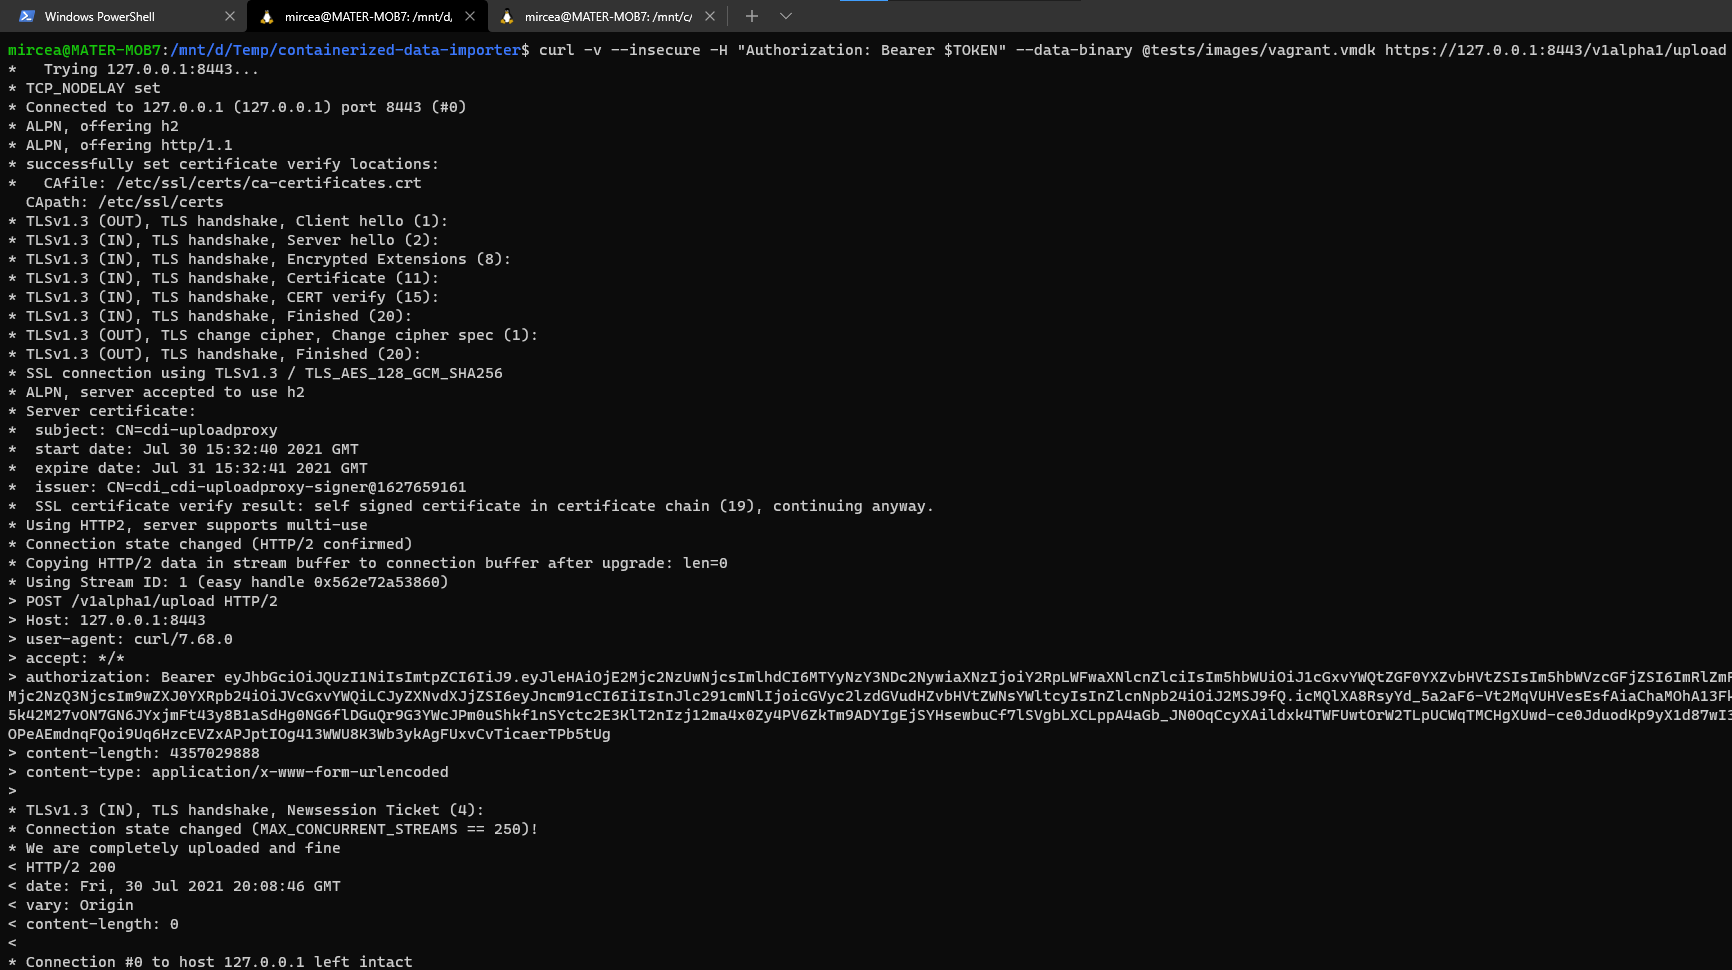 Windows PowerShell
mircea@MATER-MOB7: /mnt/d,
mircea@MATER-MOB7: /mnt/c/
mircea@MATER-MOB7:/mnt/d/Temp/containerized-data-importer$ curl -v --insecure -H "Authorization: Bearer $TOKEN" --data-binary @tests/images/vagrant.vmdk https://127.0.0.1:8443/v1alpha1/upload
*   Trying 127.0.0.1:8443...
* TCP_NODELAY set
* Connected to 127.0.0.1 (127.0.0.1) port 8443 (#0)
* ALPN, offering h2
* ALPN, offering http/1.1
* successfully set certificate verify locations:
*   CAfile: /etc/ssl/certs/ca-certificates.crt
  CApath: /etc/ssl/certs
* TLSv1.3 (OUT), TLS handshake, Client hello (1):
* TLSv1.3 (IN), TLS handshake, Server hello (2):
* TLSv1.3 (IN), TLS handshake, Encrypted Extensions (8):
* TLSv1.3 (IN), TLS handshake, Certificate (11):
* TLSv1.3 (IN), TLS handshake, CERT verify (15):
* TLSv1.3 (IN), TLS handshake, Finished (20):
* TLSv1.3 (OUT), TLS change cipher, Change cipher spec (1):
* TLSv1.3 (OUT), TLS handshake, Finished (20):
* SSL connection using TLSv1.3 / TLS_AES_128_GCM_SHA256
* ALPN, server accepted to use h2
* Server certificate:
*  subject: CN=cdi-uploadproxy
*  start date: Jul 30 15:32:40 2021 GMT
*  expire date: Jul 31 15:32:41 2021 GMT
*  issuer: CN=cdi_cdi-uploadproxy-signer@1627659161
*  SSL certificate verify result: self signed certificate in certificate chain (19), continuing anyway.
* Using HTTP2, server supports multi-use
* Connection state changed (HTTP/2 confirmed)
* Copying HTTP/2 data in stream buffer to connection buffer after upgrade: len=0
* Using Stream ID: 1 (easy handle 0x562e72a53860)
> POST /v1alpha1/upload HTTP/2
> Host: 127.0.0.1:8443
> user-agent: curl/7.68.0
> accept: */*
> authorization: Bearer
> content-length: 4357029888
> content-type: application/x-www-form-urlencoded
>
* TLSv1.3 (IN), TLS handshake, Newsession Ticket (4):
* Connection state changed (MAX_CONCURRENT_STREAMS == 250)!
* We are completely uploaded and fine
< HTTP/2 200
< date: Fri, 30 Jul 2021 20:08:46 GMT
< vary: Origin
< content-length: 0
<
* Connection #0 to host 127.0.0.1 left intact